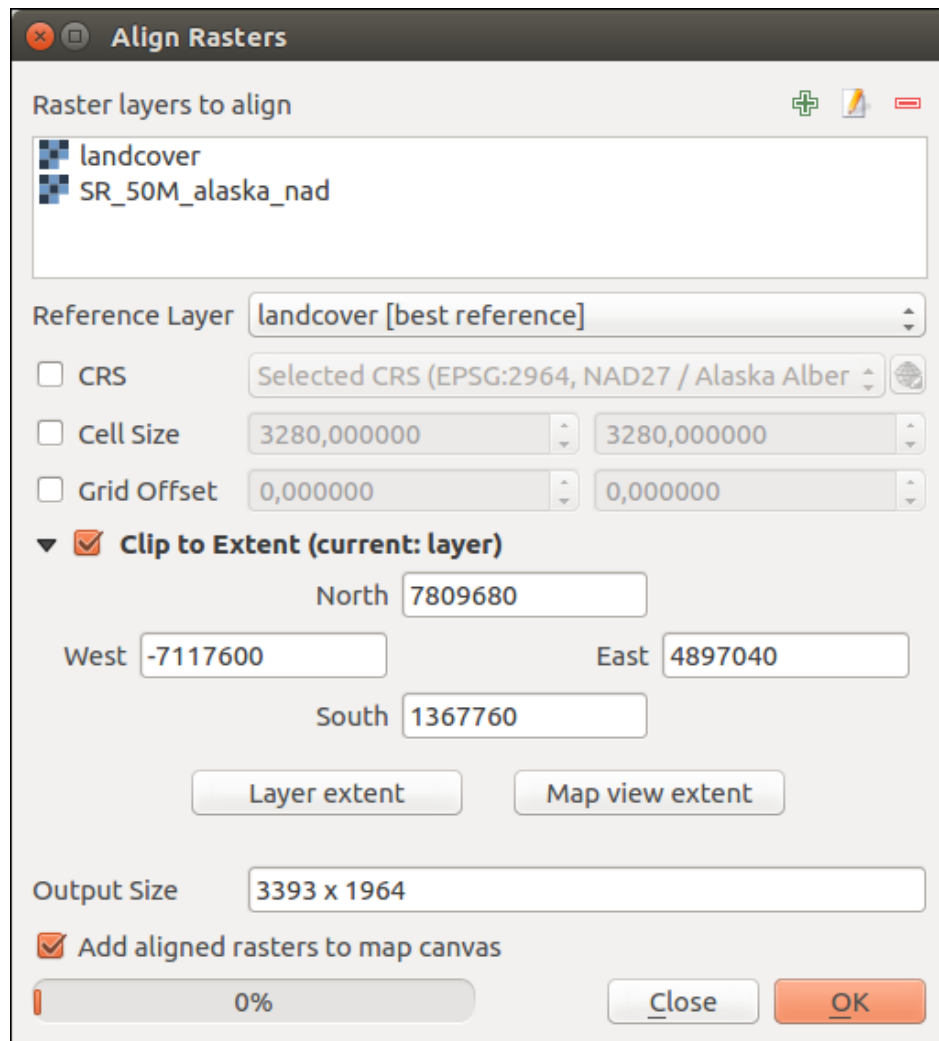 Align Rasters
Raster layers to align
landcover
SR_50M_alaska_nad
Reference Layer landcover [best reference]
CRS Selected CRS (EPSG:2964, NAD27 / Alaska Alber
Cell Size 3280,000000 3280,000000
Grid Offset 0,000000 0,000000
Clip to Extent (current: layer)
North 7809680
West -7117600 East 4897040
South 1367760
Layer extent Map view extent
Output Size 3393 x 1964
Add aligned rasters to map canvas
0% Close OK